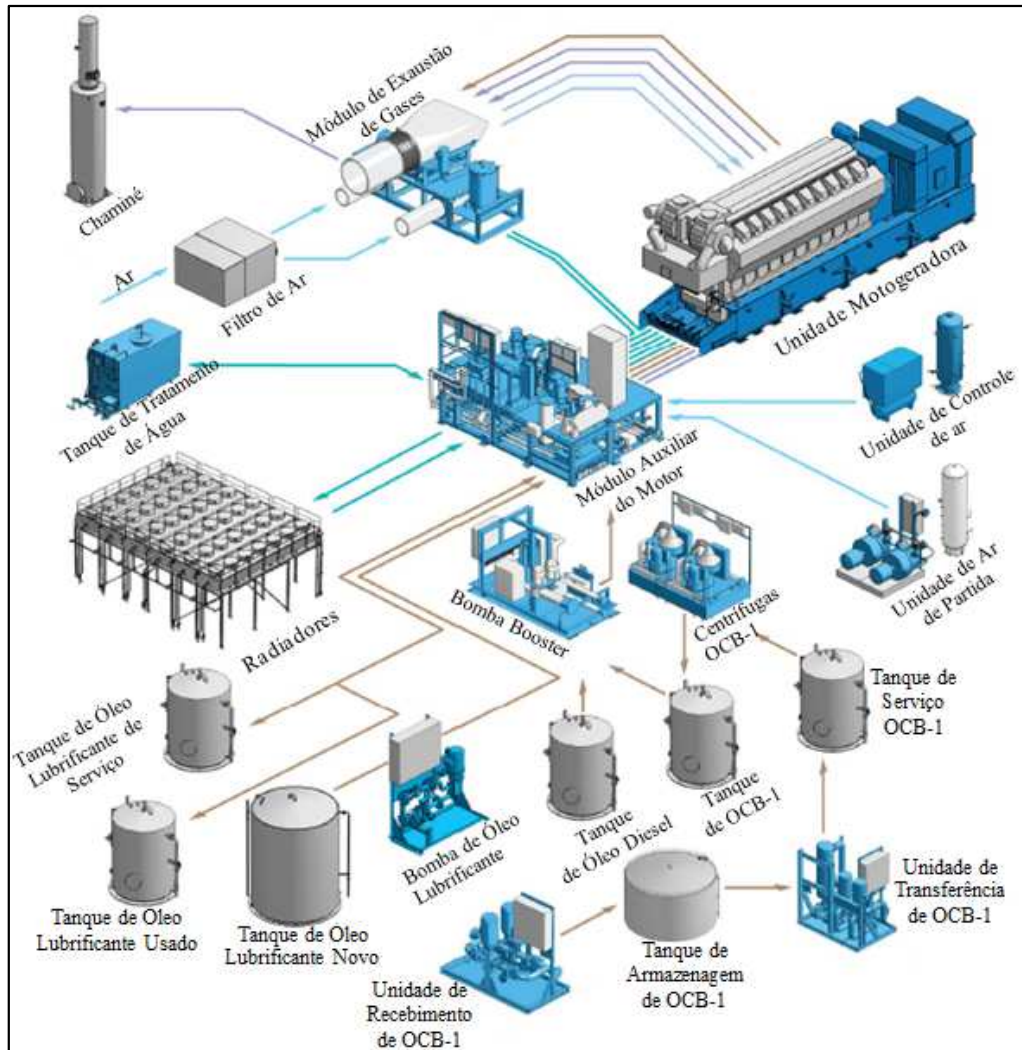 Módulo de Exaustão
de Gases
Chaminé
Ar
Filtro de Ar
Unidade Motogeradora
Tanque de Tratamento
de Água
Unidade de Controle
de ar
Módulo Auxiliar
do Motor
Unidade de Ar
de Partida
Radiadores
Bomba Booster
Centrífugas
OCB-1
Tanque de
Serviço
OCB-1
Tanque de Óleo
Lubrificante de
Serviço
Tanque
de Óleo Diesel
Tanque
de OCB-1
Bomba de Óleo
Lubrificante
Unidade de
Transferência
de OCB-1
Tanque de Oleo
Lubrificante Usado
Tanque de Oleo
Lubrificante Novo
Tanque de
Armazenagem
de OCB-1
Unidade de
Recebimento
de OCB-1